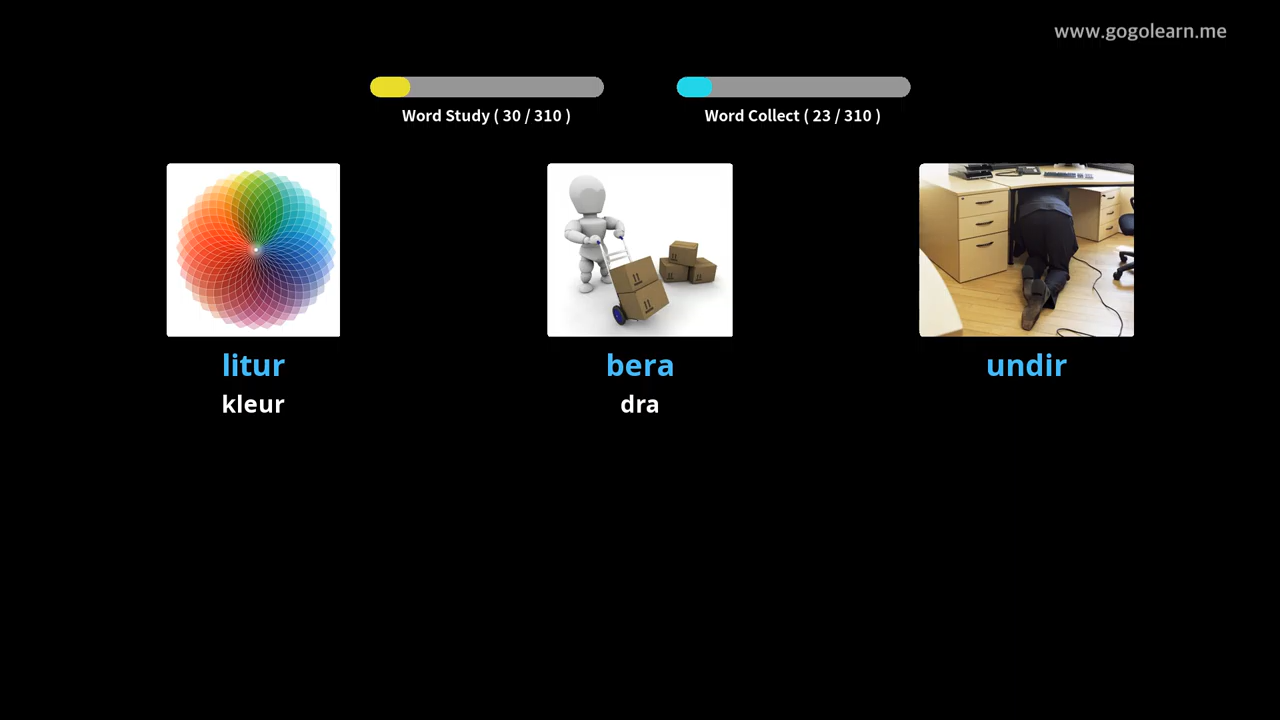 www.gogolearn.me
Word Study ( 30 / 310 )
Word Collect ( 23 / 310 )
litur
bera
undir
kleur
dra